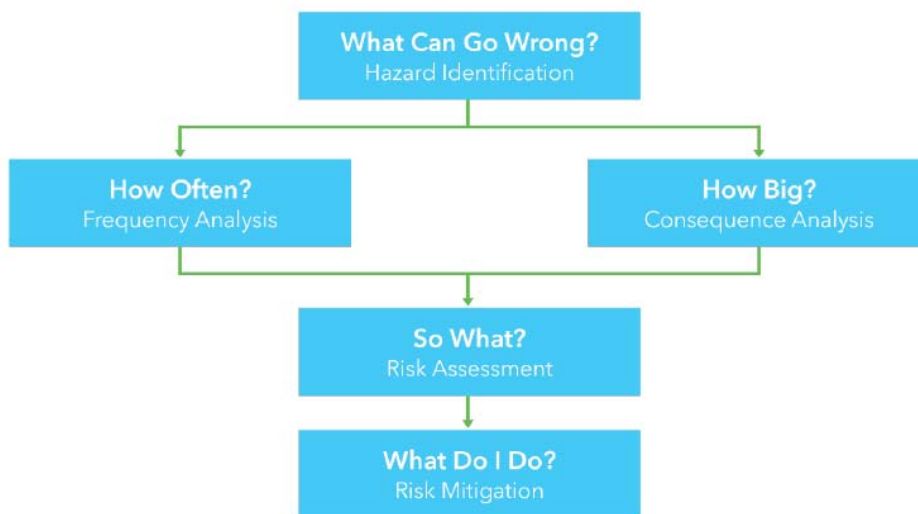 What Can Go Wrong?
Hazard Identification
How Often?
Frequency Analysis
How Big?
Consequence Analysis
So What?
Risk Assessment
What Do I Do?
Risk Mitigation